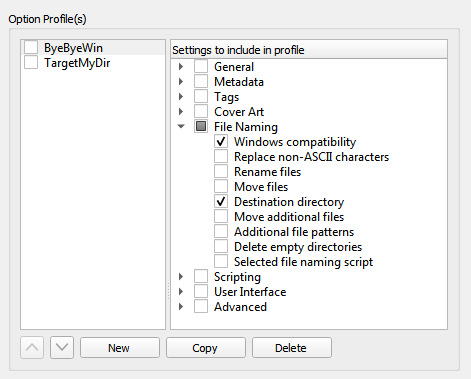 Option Profile(s)
ByeByeWin
TargetMyDir
Settings to include in profile
General
Metadata
Tags
Cover Art
File Naming
Windows compatibility
Replace non-ASCII characters
Rename files
Move files
Destination directory
Move additional files
Additional file patterns
Delete empty directories
Selected file naming script
Scripting
User Interface
Advanced
New
Copy
Delete